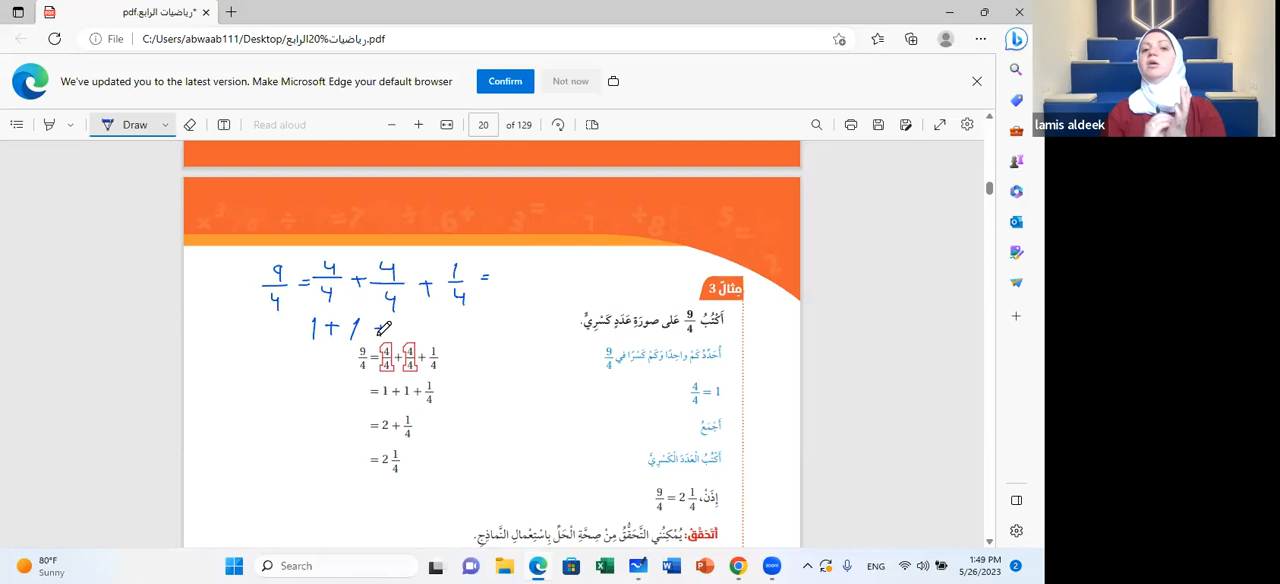 رياضيات الرابع.pdf*
File C:/Users/abwaab111/Desktop/رياضيات%20الرابع.pdf
We've updated you to the latest version. Make Microsoft Edge your default browser Confirm Not now
Draw Read aloud 20 of 129
lamis aldeek
9/4 = 4/4 + 4/4 + 1/4 =
1 + 1 +
مثال 3
أَكْتُبُ 9/4 عَلى صورَةِ عَدَدٍ كَسْرِيٍّ.
أُحَدِّدُ كَمْ واحِدًا وَكَمْ كَسْرًا في 9/4
9/4 = 4/4 + 4/4 + 1/4
4/4 = 1
= 1 + 1 + 1/4
أَجْمَعُ
= 2 + 1/4
أَكْتُبُ الْعَدَدَ الْكَسْرِيَّ
= 2 1/4
إِذَنْ، 9/4 = 2 1/4
أَتَحَقَّقُ: يُمْكِنُني التَّحَقُّقُ مِنْ صِحَّةِ الْحَلِّ بِاسْتِعْمالِ النَّماذِجِ.
80°F
Sunny
Search
ENG
1:49 PM
5/26/2023
2